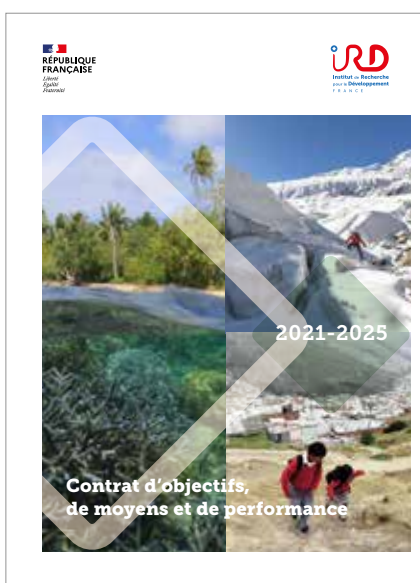 RÉPUBLIQUE
FRANÇAISE
Liberté
Égalité
Fraternité
IRD
Institut de Recherche
pour le Développement
FRANCE
2021-2025
Contrat d'objectifs,
de moyens et de performance